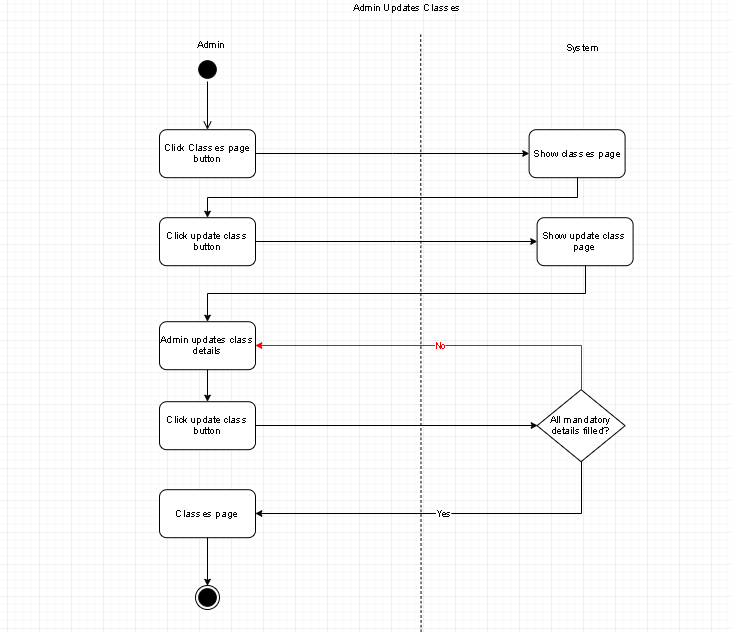 Admin Updates Classes
Admin
System
Click Classes page
button
Show classes page
Click update class
button
Show update class
page
Admin updates class
details
No
Click update class
button
All mandatory
details filled?
Classes page
Yes